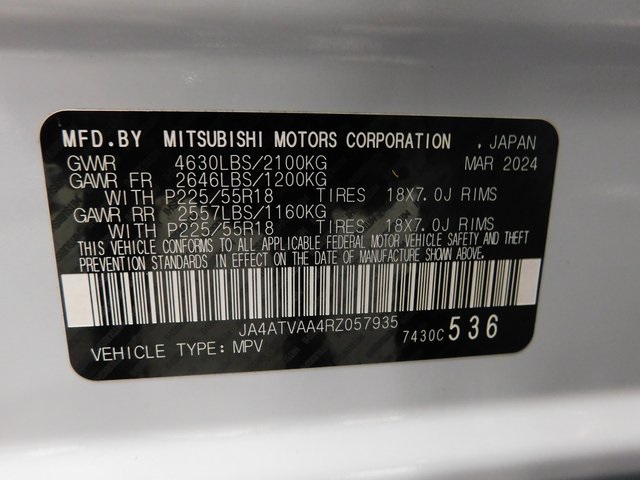 MFD.BY MITSUBISHI MOTORS CORPORATION , JAPAN
GVWR 4630LBS/2100KG MAR 2024
GAWR FR 2646LBS/1200KG
WITH P225/55R18 TIRES 18X7.0J RIMS
GAWR RR 2557LBS/1160KG
WITH P225/55R18 TIRES 18X7.0J RIMS
THIS VEHICLE CONFORMS TO ALL APPLICABLE FEDERAL MOTOR VEHICLE SAFETY AND THEFT
PREVENTION STANDARDS IN EFFECT ON THE DATE OF MANUFACTURE SHOWN ABOVE.
JA4ATVAA4RZ057935
VEHICLE TYPE: MPV 7430C 536